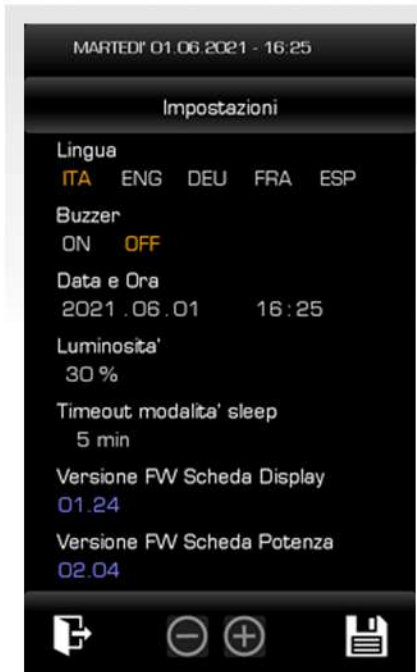 MARTEDI' 01.06.2021 - 16:25
Impostazioni
Lingua
ITA ENG DEU FRA ESP
Buzzer
ON OFF
Data e Ora
2021 .06 .01 16:25
Luminosita'
30 %
Timeout modalita' sleep
5 min
Versione FW Scheda Display
01.24
Versione FW Scheda Potenza
02.04